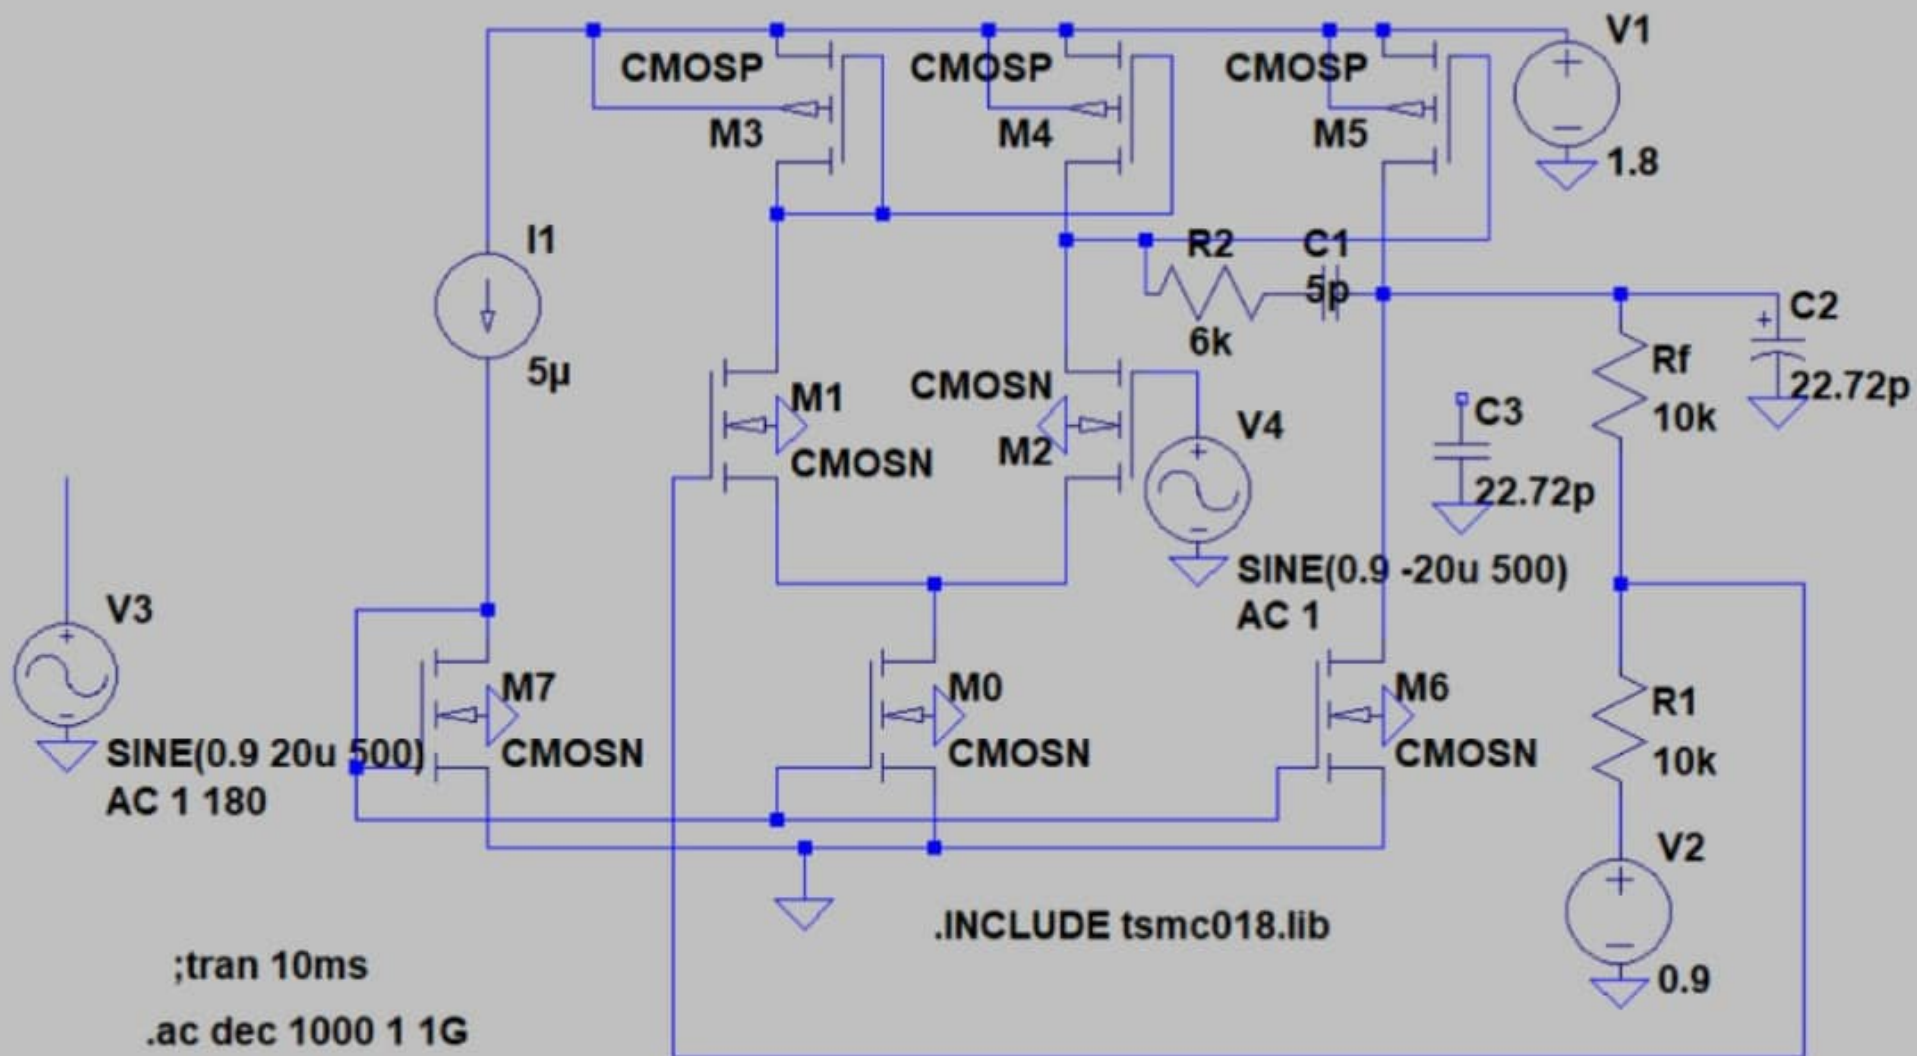 V1
+
1.8
CMOSP
M3
CMOSP
M4
CMOSP
M5
I1
5µ
R2
6k
C1
5p
C2
+
22.72p
Rf
10k
C3
22.72p
M1
CMOSN
CMOSN
M2
V4
+
SINE(0.9 -20u 500)
AC 1
V3
+
SINE(0.9 20u 500)
AC 1 180
M7
CMOSN
M0
CMOSN
M6
CMOSN
R1
10k
V2
+
0.9
.INCLUDE tsmc018.lib
;tran 10ms
.ac dec 1000 1 1G